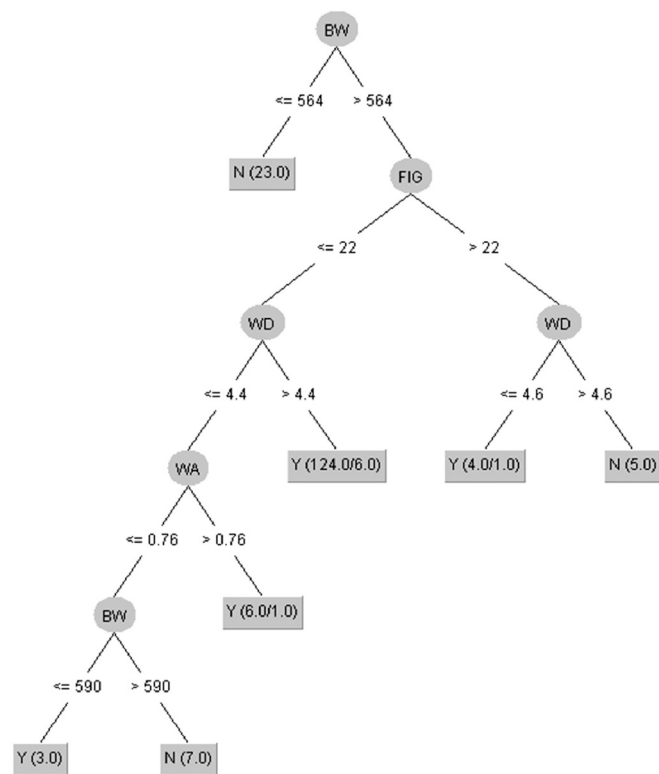 BW
<= 564 > 564
N (23.0) FIG
<= 22 > 22
WD WD
<= 4.4 > 4.4 <= 4.6 > 4.6
WA Y (124.0/6.0) Y (4.0/1.0) N (5.0)
<= 0.76 > 0.76
BW Y (6.0/1.0)
<= 590 > 590
Y (3.0) N (7.0)